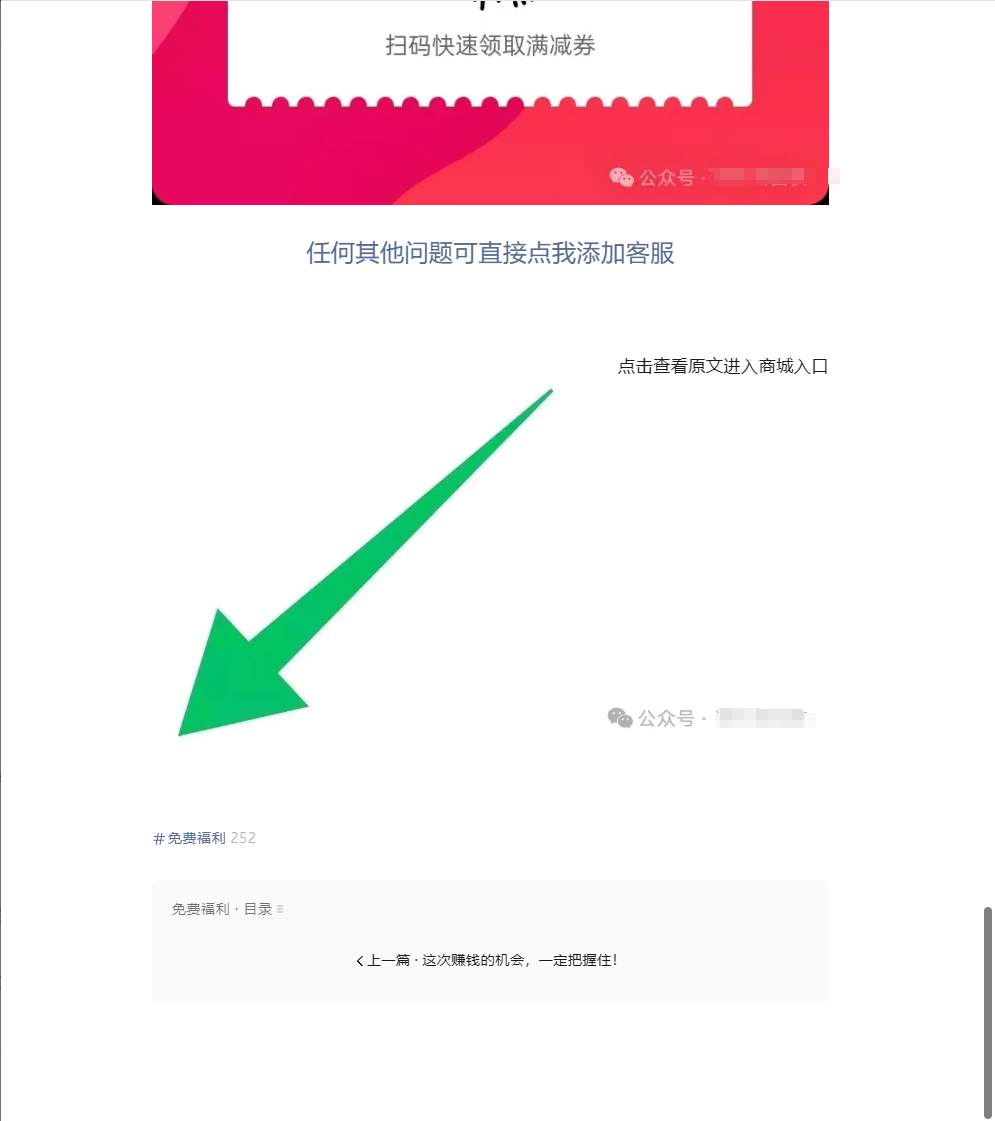 扫码快速领取满减券
公众号 ·
任何其他问题可直接点我添加客服
点击查看原文进入商城入口
公众号 ·
#免费福利 252
免费福利 · 目录
上一篇 · 这次赚钱的机会，一定把握住！